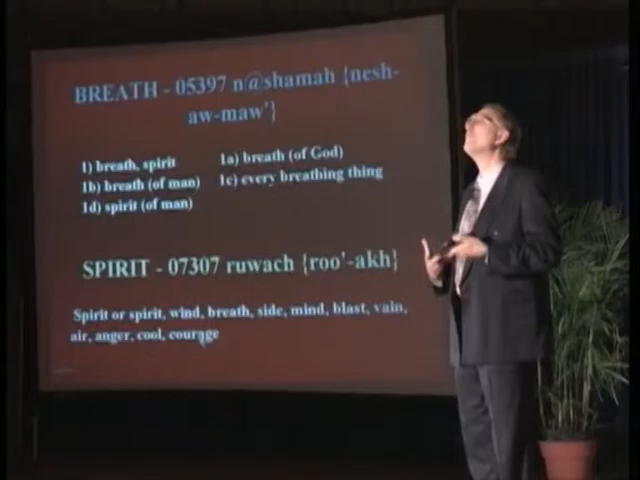 BREATH - 05397 n@shamah {nesh-
aw-maw'}
1) breath, spirit
1a) breath (of God)
1b) breath (of man)
1c) every breathing thing
1d) spirit (of man)
SPIRIT - 07307 ruwach {roo'-akh}
Spirit or spirit, wind, breath, side, mind, blast, vain,
air, anger, cool, courage